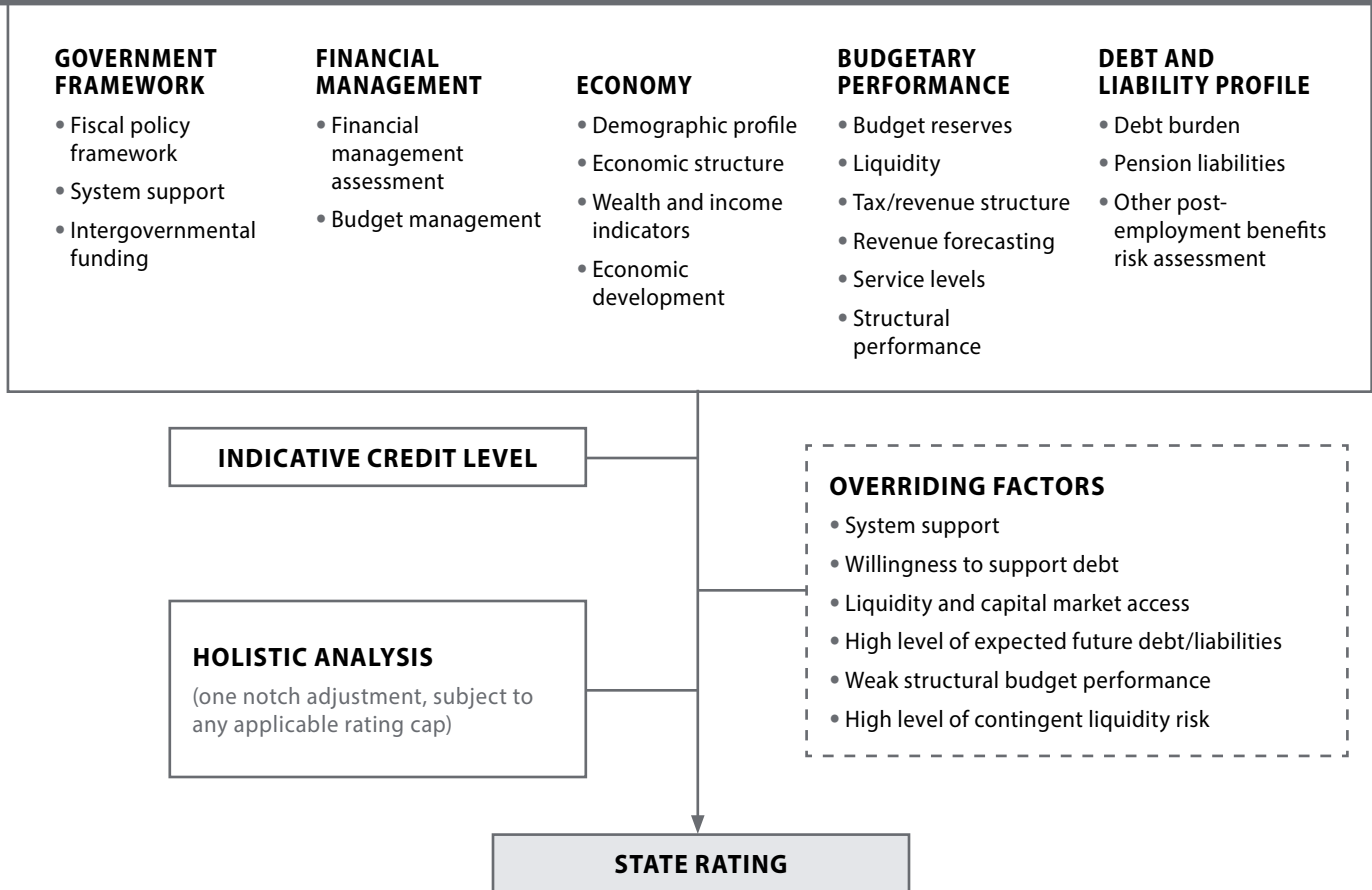 GOVERNMENT
FRAMEWORK
• Fiscal policy
framework
• System support
• Intergovernmental
funding
FINANCIAL
MANAGEMENT
• Financial
management
assessment
• Budget management
ECONOMY
• Demographic profile
• Economic structure
• Wealth and income
indicators
• Economic
development
BUDGETARY
PERFORMANCE
• Budget reserves
• Liquidity
• Tax/revenue structure
• Revenue forecasting
• Service levels
• Structural
performance
DEBT AND
LIABILITY PROFILE
• Debt burden
• Pension liabilities
• Other post-
employment benefits
risk assessment
INDICATIVE CREDIT LEVEL
OVERRIDING FACTORS
• System support
• Willingness to support debt
• Liquidity and capital market access
• High level of expected future debt/liabilities
• Weak structural budget performance
• High level of contingent liquidity risk
HOLISTIC ANALYSIS
(one notch adjustment, subject to
any applicable rating cap)
STATE RATING